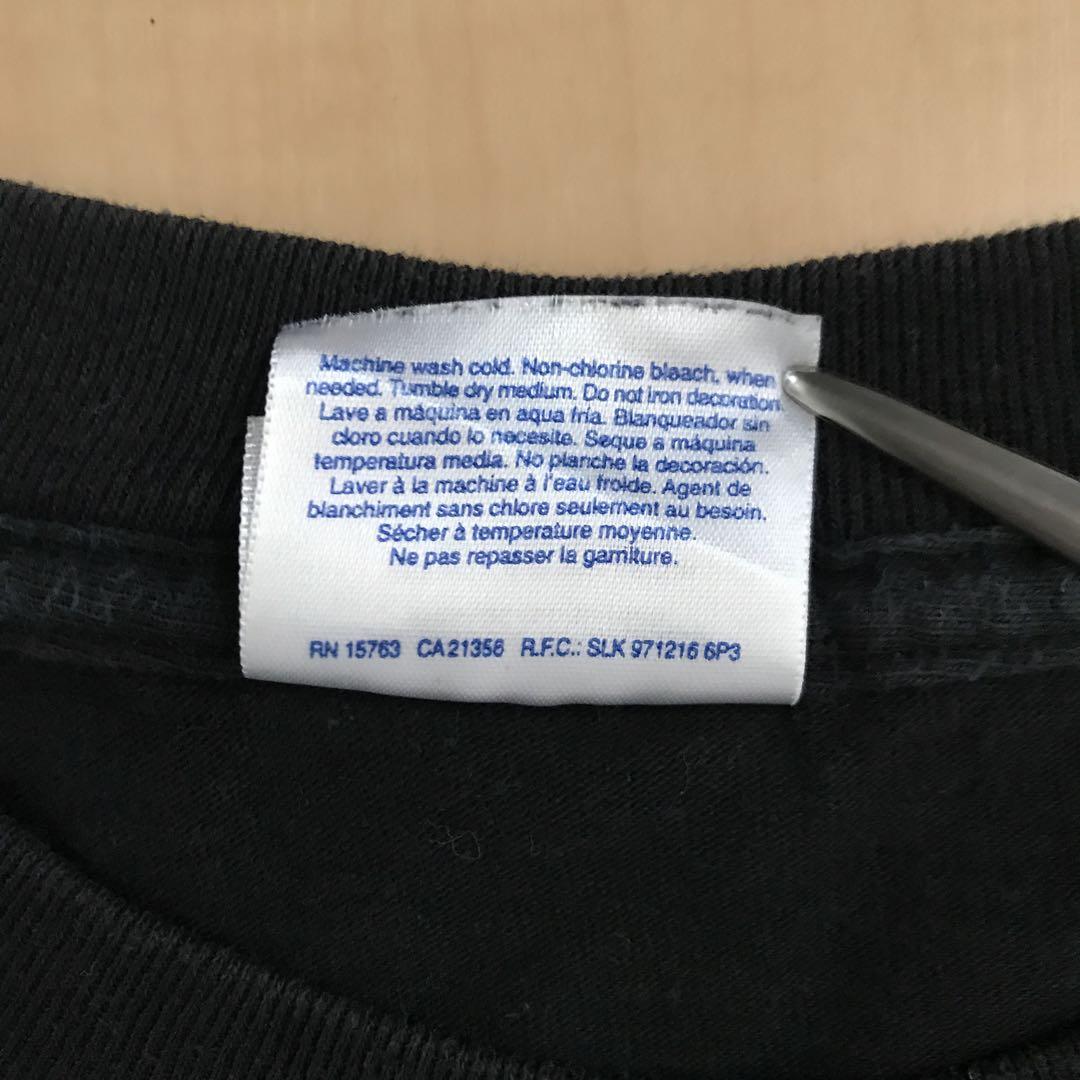 Machine wash cold. Non-chlorine bleach, when
needed. Tumble dry medium. Do not iron decoration.
Lave a máquina en aqua fria. Blanqueador sin
cloro cuando lo necesite. Seque a máquina
temperatura media. No planche la decoración.
Laver à la machine à l'eau froide. Agent de
blanchiment sans chlore seulement au besoin.
Sécher à temperature moyenne.
Ne pas repasser la garniture.
RN 15763 CA21356 R.F.C.: SLK 971216 6P3